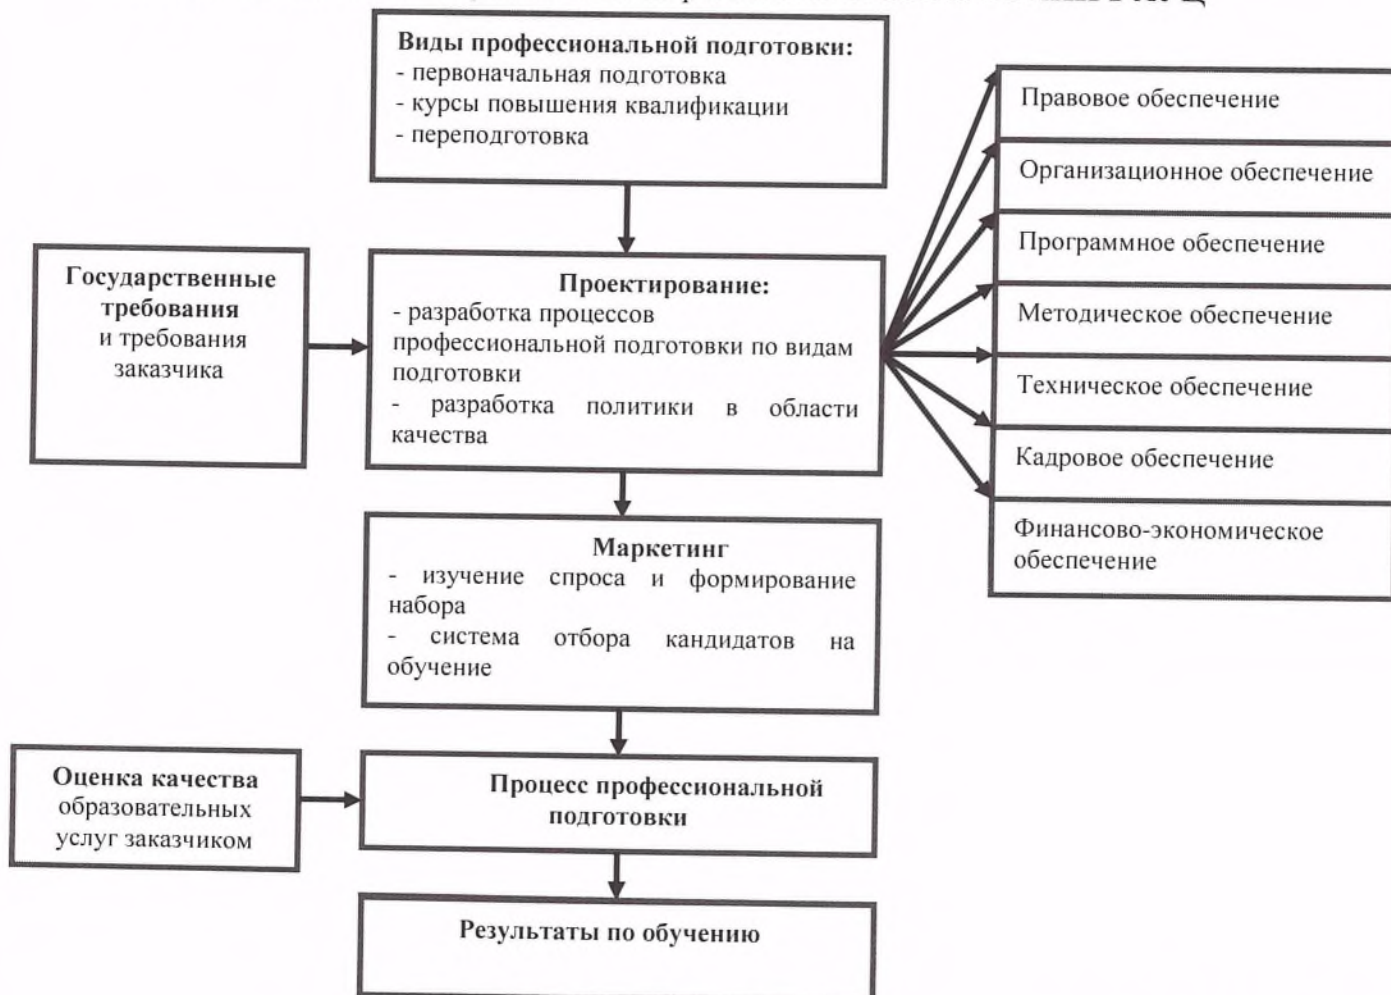 Виды профессиональной подготовки:
- первоначальная подготовка
- курсы повышения квалификации
- переподготовка
Правовое обеспечение
Организационное обеспечение
Программное обеспечение
Методическое обеспечение
Техническое обеспечение
Кадровое обеспечение
Финансово-экономическое
обеспечение
Государственные
требования
и требования
заказчика
Проектирование:
- разработка процессов
профессиональной подготовки по видам
подготовки
- разработка политики в области
качества
Маркетинг
- изучение спроса и формирование
набора
- система отбора кандидатов на
обучение
Оценка качества
образовательных
услуг заказчиком
Процесс профессиональной
подготовки
Результаты по обучению